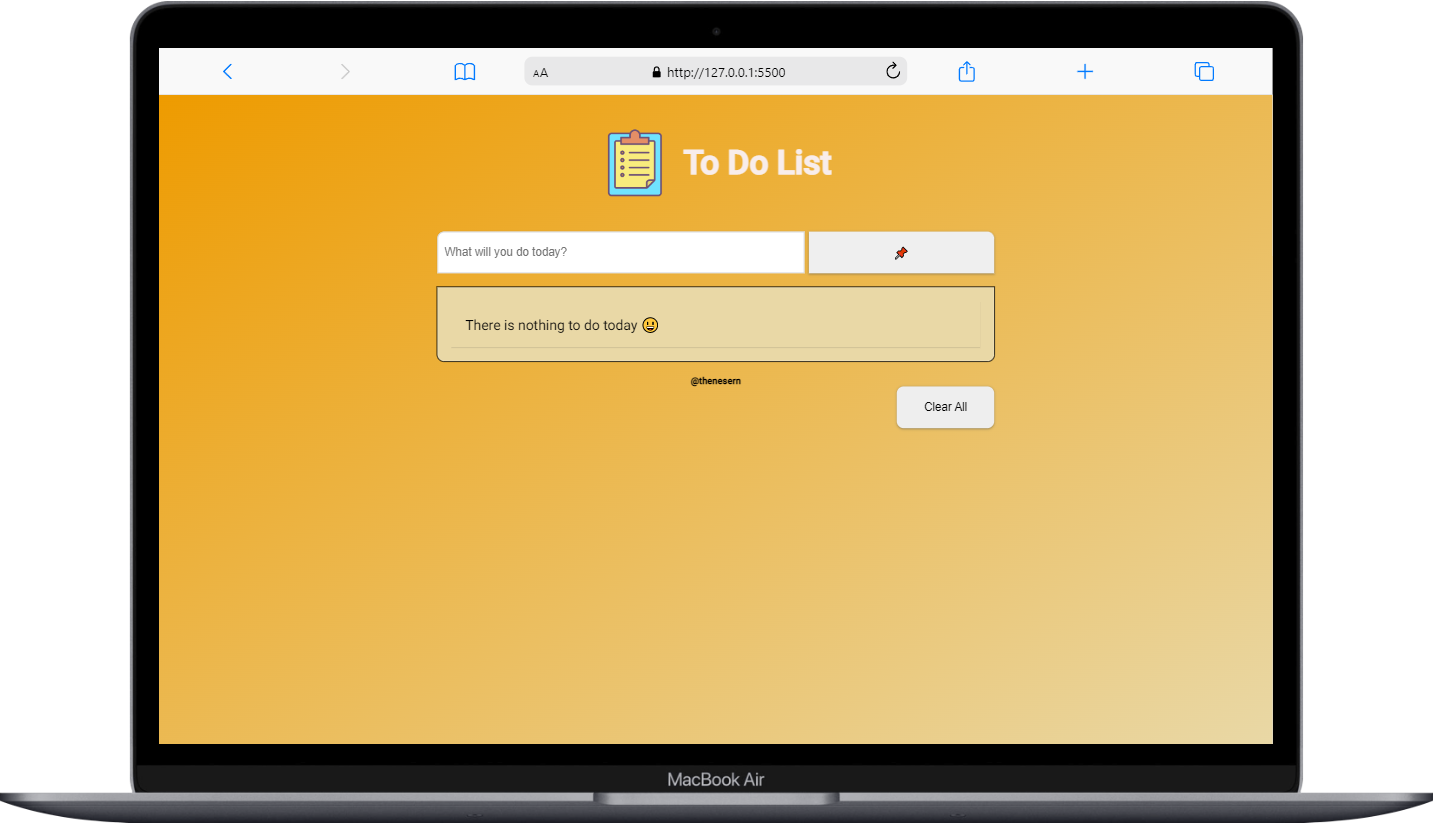 AA
http://127.0.0.1:5500
To Do List
What will you do today?
📌
There is nothing to do today 😃
@thenesern
Clear All
MacBook Air